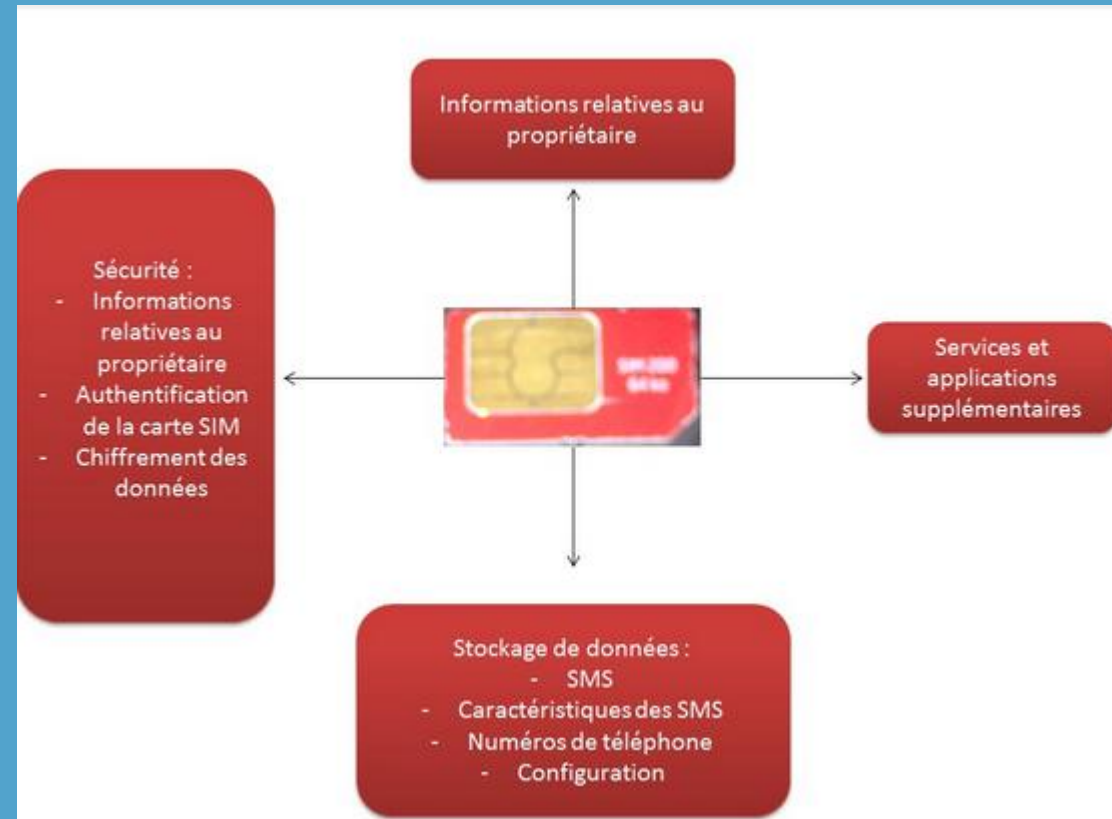 Informations relatives au
propriétaire
Sécurité :
- Informations
relatives au
propriétaire
- Authentification
de la carte SIM
- Chiffrement des
données
Services et
applications
supplémentaires
Stockage de données :
- SMS
- Caractéristiques des SMS
- Numéros de téléphone
- Configuration